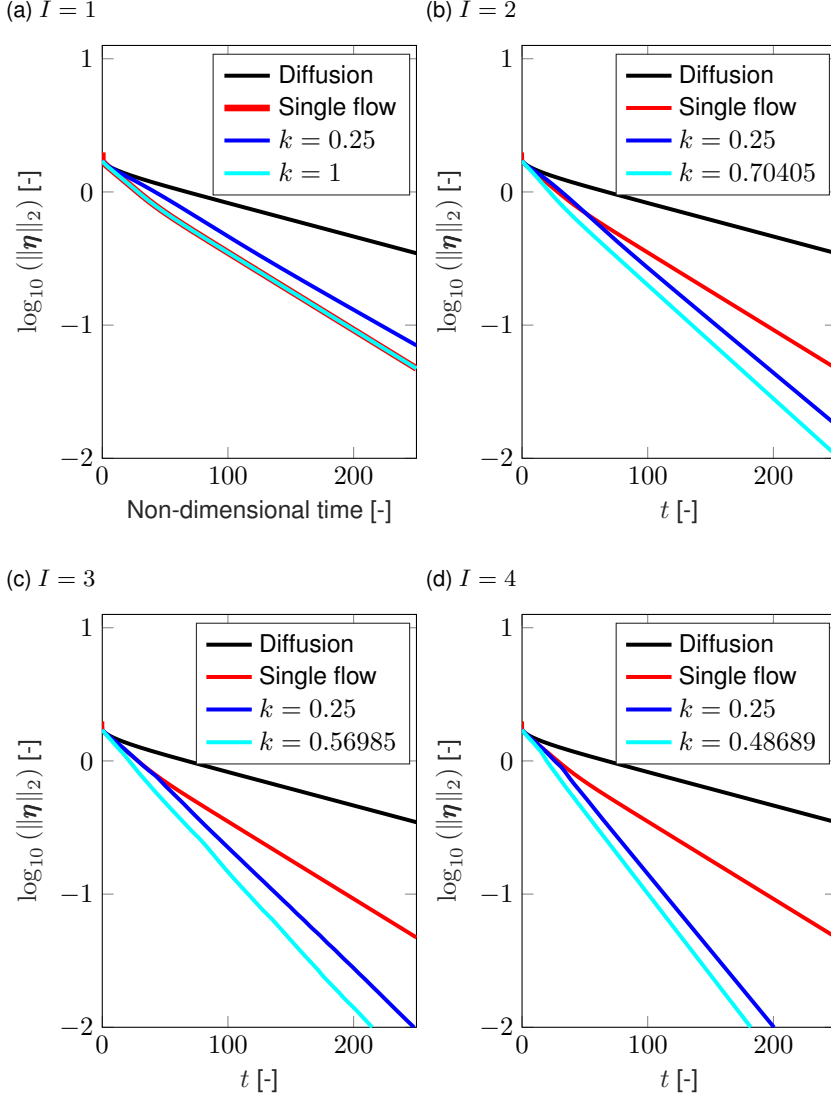 (a) I = 1
1
0
−1
−2
0
100
200
log10 (||η||2) [-]
Non-dimensional time [-]
Diffusion
Single flow
k = 0.25
k = 1
(b) I = 2
1
0
−1
−2
0
100
200
log10 (||η||2) [-]
t [-]
Diffusion
Single flow
k = 0.25
k = 0.70405
(c) I = 3
1
0
−1
−2
0
100
200
log10 (||η||2) [-]
t [-]
Diffusion
Single flow
k = 0.25
k = 0.56985
(d) I = 4
1
0
−1
−2
0
100
200
log10 (||η||2) [-]
t [-]
Diffusion
Single flow
k = 0.25
k = 0.48689